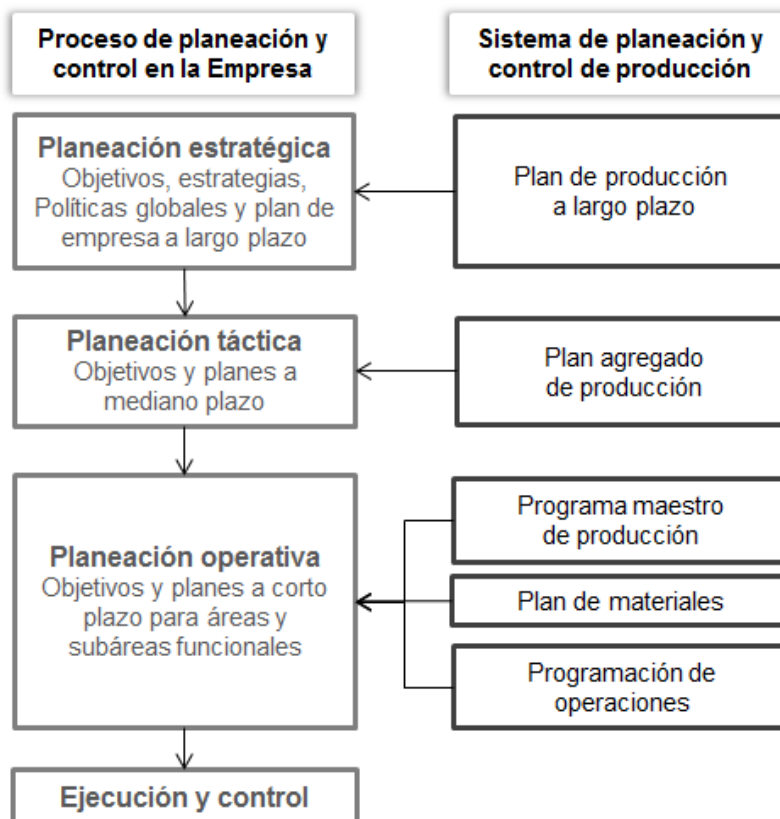 Proceso de planeación y
control en la Empresa
Sistema de planeación y
control de producción
Planeación estratégica
Objetivos, estrategias,
Políticas globales y plan de
empresa a largo plazo
Plan de producción
a largo plazo
Planeación táctica
Objetivos y planes a
mediano plazo
Plan agregado
de producción
Planeación operativa
Objetivos y planes a corto
plazo para áreas y
subáreas funcionales
Programa maestro
de producción
Plan de materiales
Programación de
operaciones
Ejecución y control